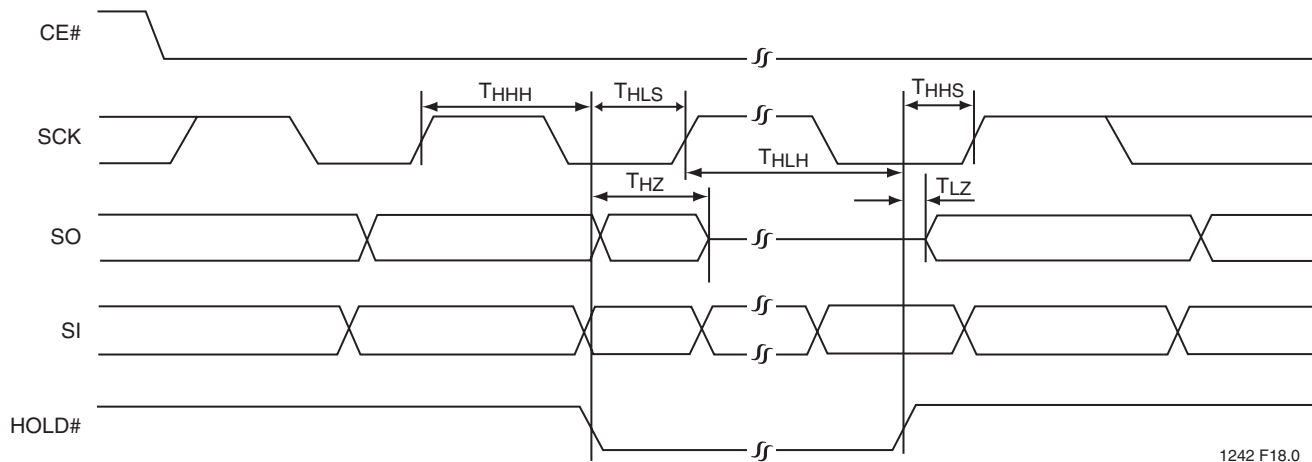 CE#
THHH
THLS
THHS
SCK
THLH
THZ
TLZ
SO
SI
HOLD#
1242 F18.0